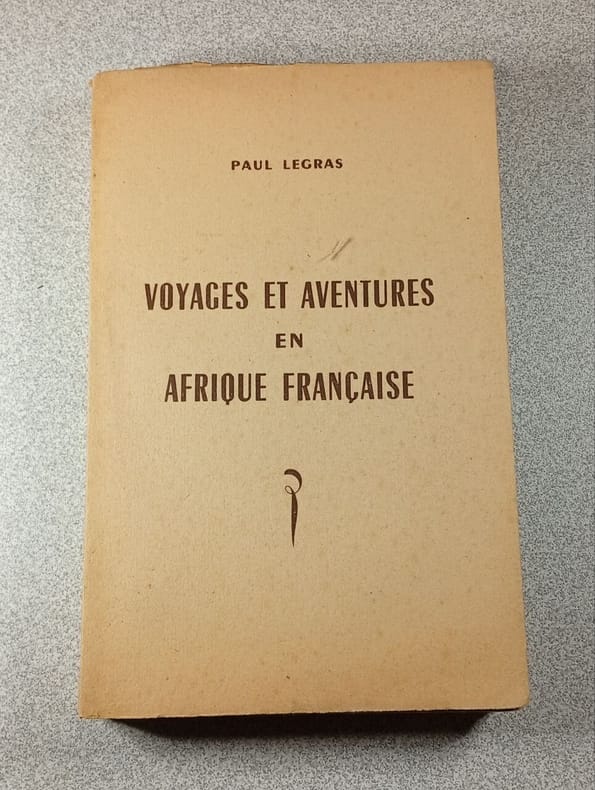 PAUL LEGRAS
VOYAGES ET AVENTURES
EN
AFRIQUE FRANÇAISE